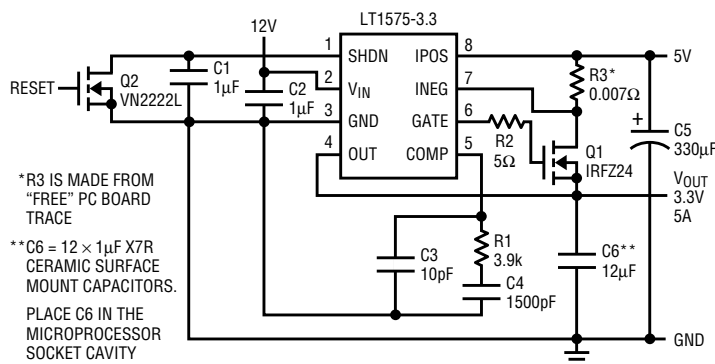 12V
LT1575-3.3
RESET
Q2
VN2222L
C1
1µF
C2
1µF
1 SHDN
2 VIN
3 GND
4 OUT
IPOS 8
INEG 7
GATE 6
COMP 5
5V
R3*
0.007Ω
R2
5Ω
Q1
IRFZ24
+
C5
330µF
VOUT
3.3V
5A
*R3 IS MADE FROM
"FREE" PC BOARD
TRACE
**C6 = 12 × 1µF X7R
CERAMIC SURFACE
MOUNT CAPACITORS.
PLACE C6 IN THE
MICROPROCESSOR
SOCKET CAVITY
C3
10pF
R1
3.9k
C4
1500pF
C6**
12µF
GND